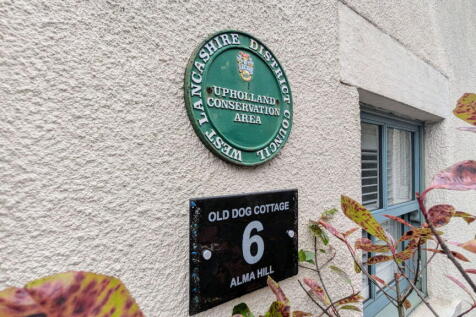 WEST LANCASHIRE DISTRICT COUNCIL
UPHOLLAND
CONSERVATION
AREA
OLD DOG COTTAGE
6
ALMA HILL